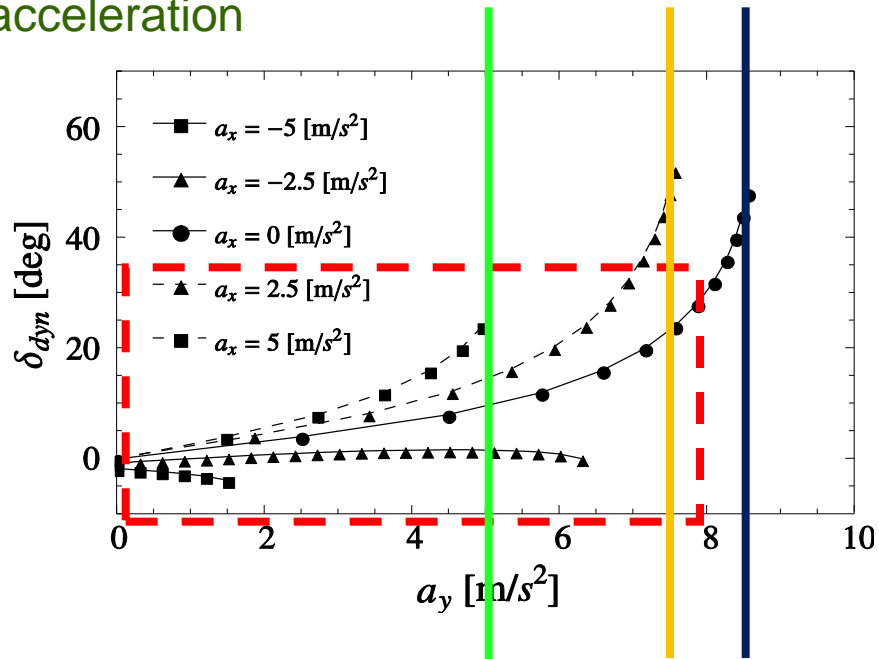 acceleration
60
40
20
0
δ_dyn [deg]
a_x = −5 [m/s²]
a_x = −2.5 [m/s²]
a_x = 0 [m/s²]
a_x = 2.5 [m/s²]
a_x = 5 [m/s²]
0 2 4 6 8 10
a_y [m/s²]